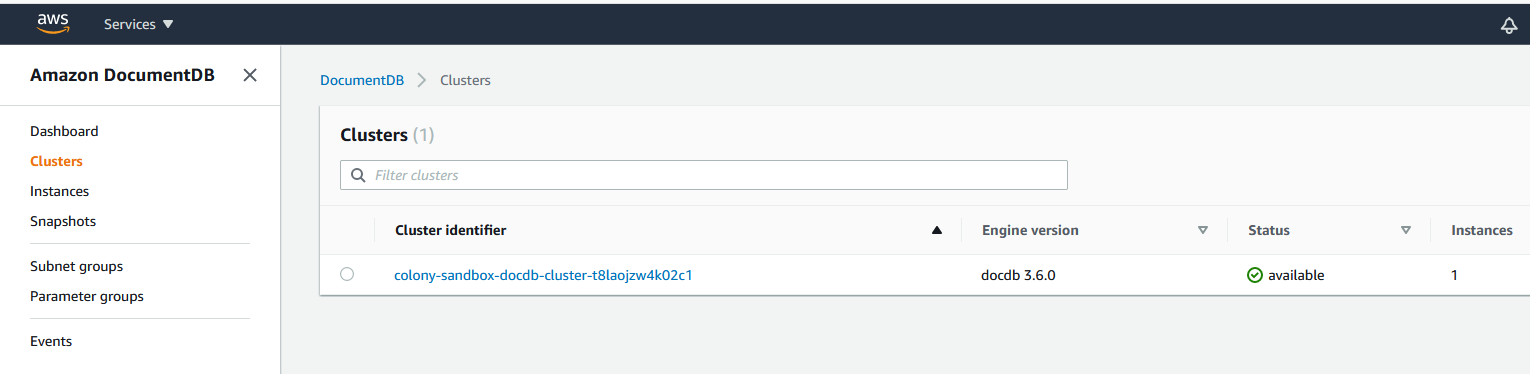 aws Services
Amazon DocumentDB
Dashboard
Clusters
Instances
Snapshots
Subnet groups
Parameter groups
Events
DocumentDB Clusters
Clusters (1)
Filter clusters
Cluster identifier Engine version Status Instances
colony-sandbox-docdb-cluster-t8laojzw4k02c1 docdb 3.6.0 available 1